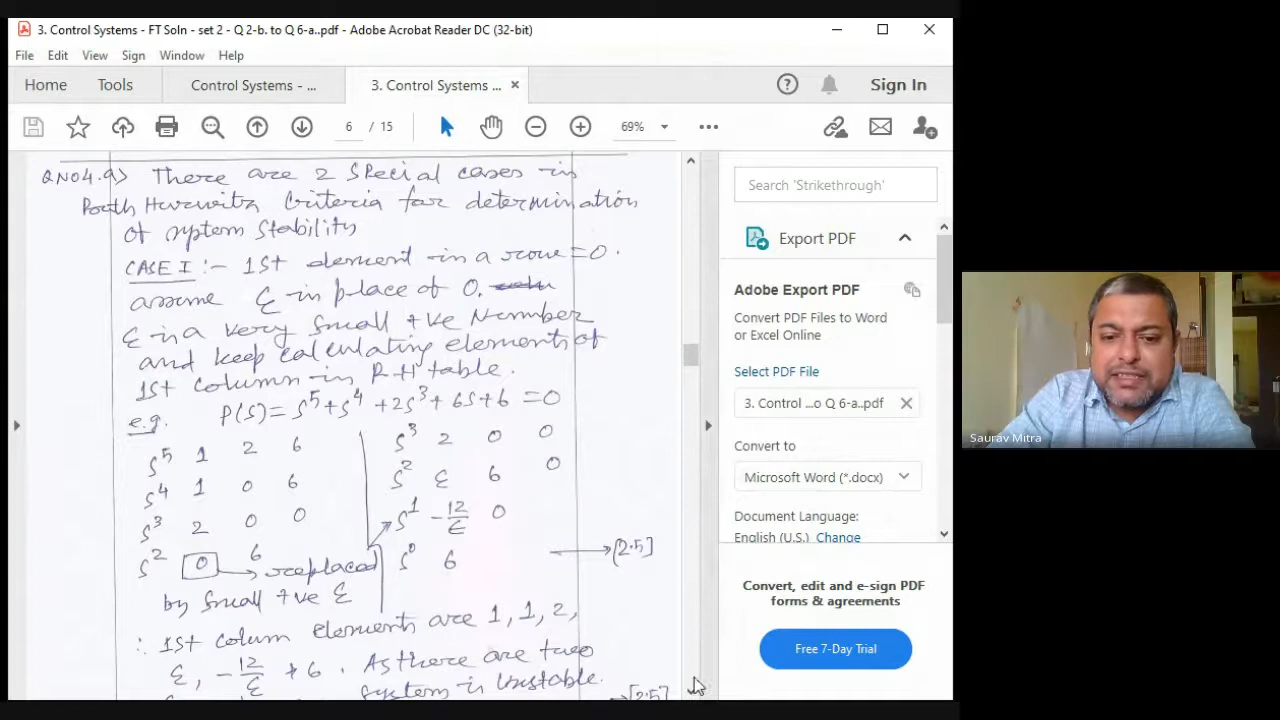 3. Control Systems - FT Soln - set 2 - Q 2-b. to Q 6-a..pdf - Adobe Acrobat Reader DC (32-bit)
File Edit View Sign Window Help
Home Tools Control Systems - ... 3. Control Systems ... × Sign In
6 / 15 69%
QNO4.a) There are 2 special cases in
Routh Hurwitz Criteria for determination
of system stability
CASE I :- 1st element in a rowe = 0.
assume ε in place of 0.
ε is a very small +ve Number
and keep calculating elements of
1st column in R-H table.
e.g. P(S) = S⁵ + S⁴ + 2S³ + 6S + 6 = 0
S⁵ 1 2 6
S⁴ 1 0 6
S³ 2 0 0
S² 0 6 → replaced
by small +ve ε
S³ 2 0 0
S² ε 6 0
S¹ -12/ε 0
S⁰ 6 → [2.5]
∴ 1st column elements are 1, 1, 2,
ε, -12/ε + 6. As there are two
system is Unstable.
→ [2.5]
Search 'Strikethrough'
Export PDF
Adobe Export PDF
Convert PDF Files to Word
or Excel Online
Select PDF File
3. Control ...o Q 6-a..pdf ×
Convert to
Microsoft Word (*.docx)
Document Language:
English (U.S.) Change
Convert, edit and e-sign PDF
forms & agreements
Free 7-Day Trial
Saurav Mitra